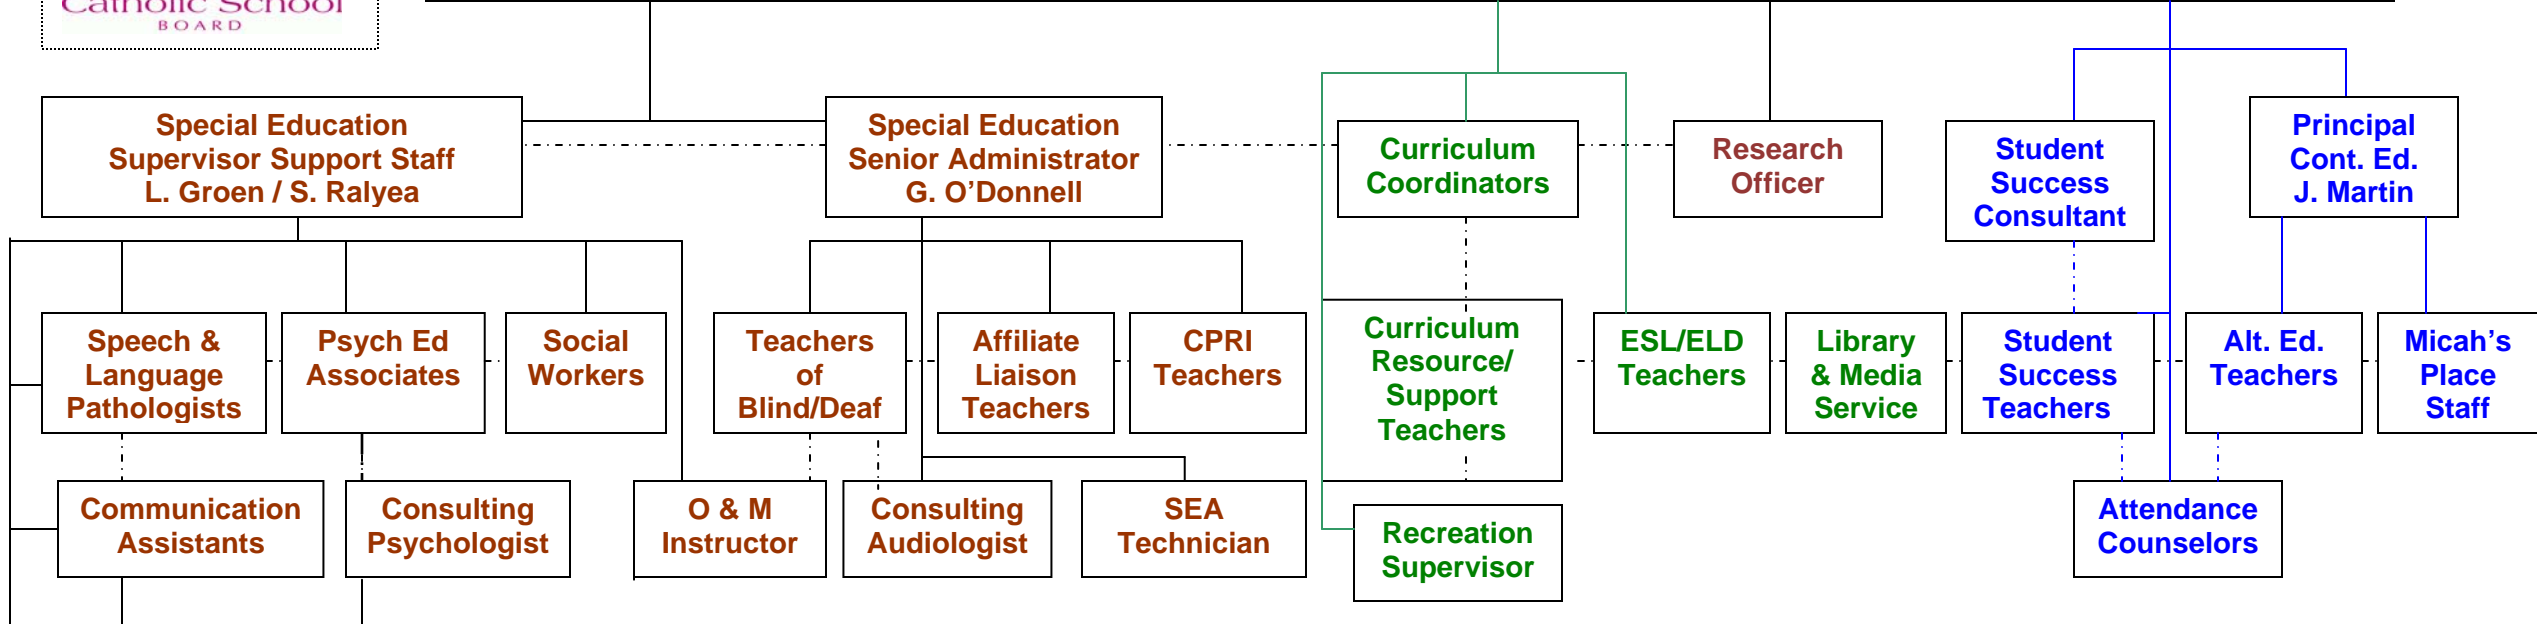 Catholic School
BOARD
Special Education
Supervisor Support Staff
L. Groen / S. Ralyea
Special Education
Senior Administrator
G. O’Donnell
Curriculum
Coordinators
Research
Officer
Student
Success
Consultant
Principal
Cont. Ed.
J. Martin
Speech &
Language
Pathologists
Psych Ed
Associates
Social
Workers
Teachers
of
Blind/Deaf
Affiliate
Liaison
Teachers
CPRI
Teachers
Curriculum
Resource/
Support
Teachers
ESL/ELD
Teachers
Library
& Media
Service
Student
Success
Teachers
Alt. Ed.
Teachers
Micah’s
Place
Staff
Communication
Assistants
Consulting
Psychologist
O & M
Instructor
Consulting
Audiologist
SEA
Technician
Recreation
Supervisor
Attendance
Counselors